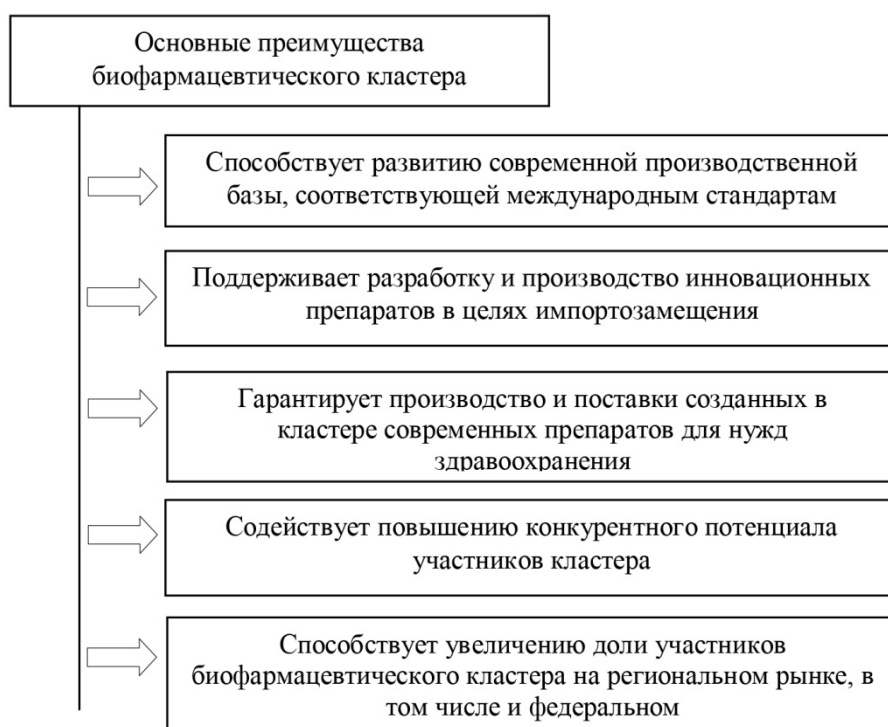 Основные преимущества
биофармацевтического кластера
Способствует развитию современной производственной
базы, соответствующей международным стандартам
Поддерживает разработку и производство инновационных
препаратов в целях импортозамещения
Гарантирует производство и поставки созданных в
кластере современных препаратов для нужд
здравоохранения
Содействует повышению конкурентного потенциала
участников кластера
Способствует увеличению доли участников
биофармацевтического кластера на региональном рынке, в
том числе и федеральном